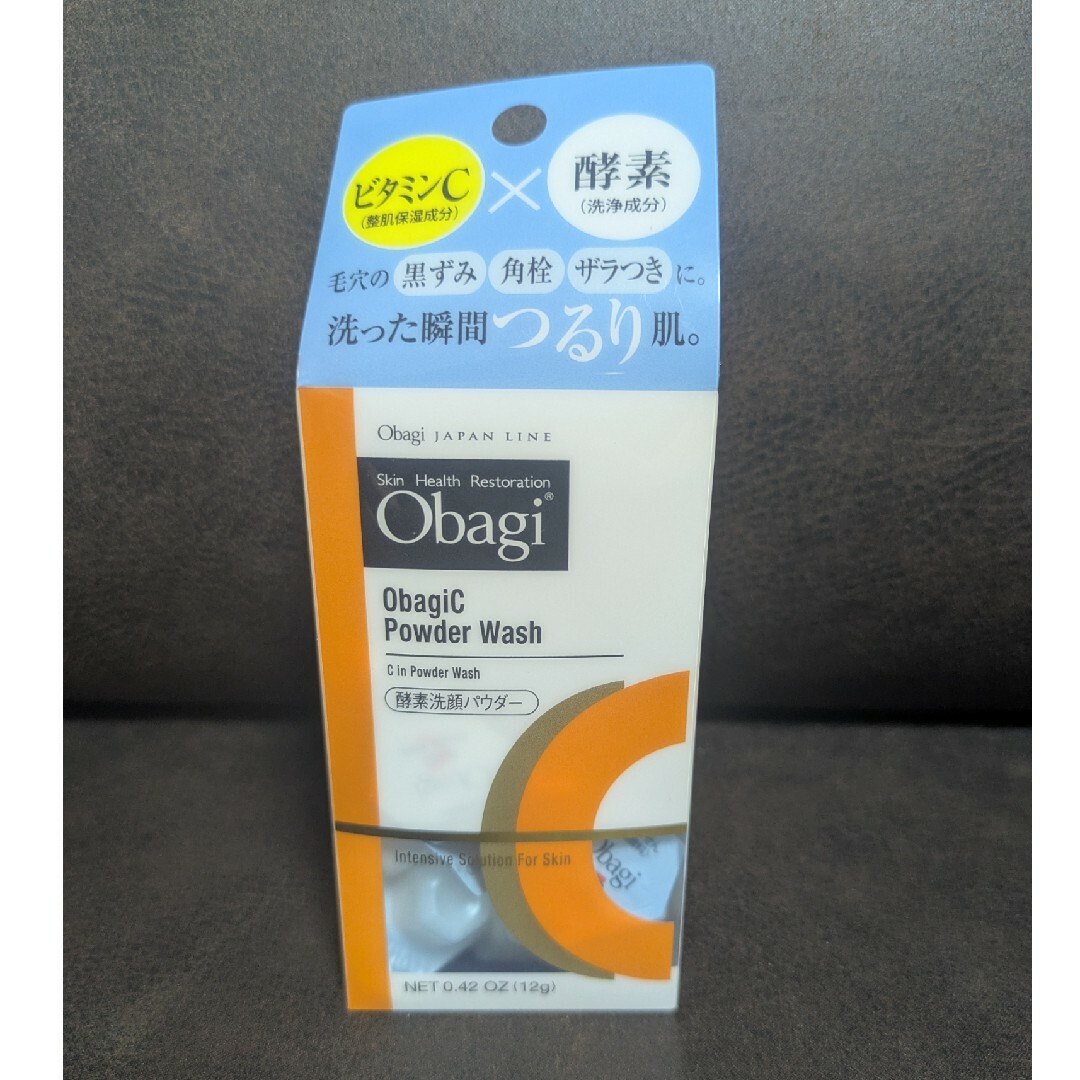 ビタミンC
(整肌保湿成分)
×
酵素
(洗浄成分)
毛穴の 黒ずみ 角栓 ザラつき に。
洗った瞬間つるり肌。
Obagi JAPAN LINE
Skin Health Restoration
Obagi®
ObagiC
Powder Wash
C in Powder Wash
酵素洗顔パウダー
Intensive Solution For Skin
Obagi
NET 0.42 OZ (12g)